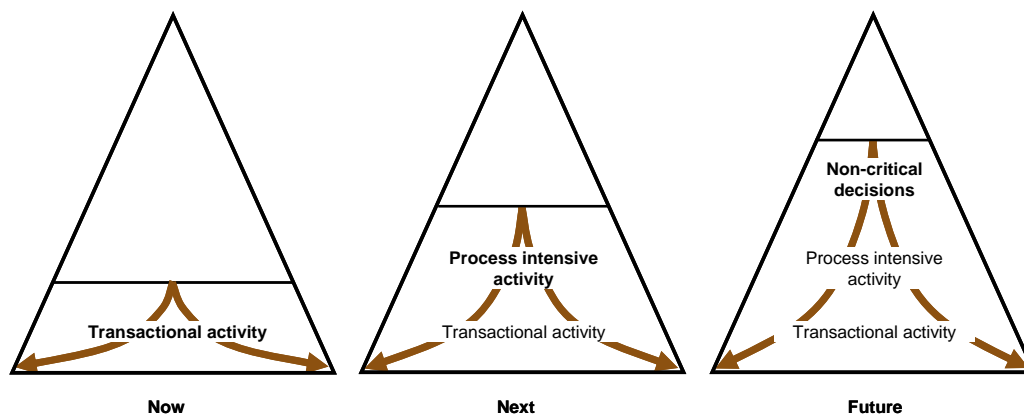 Transactional activity
Now
Process intensive
activity
Transactional activity
Next
Non-critical
decisions
Process intensive
activity
Transactional activity
Future